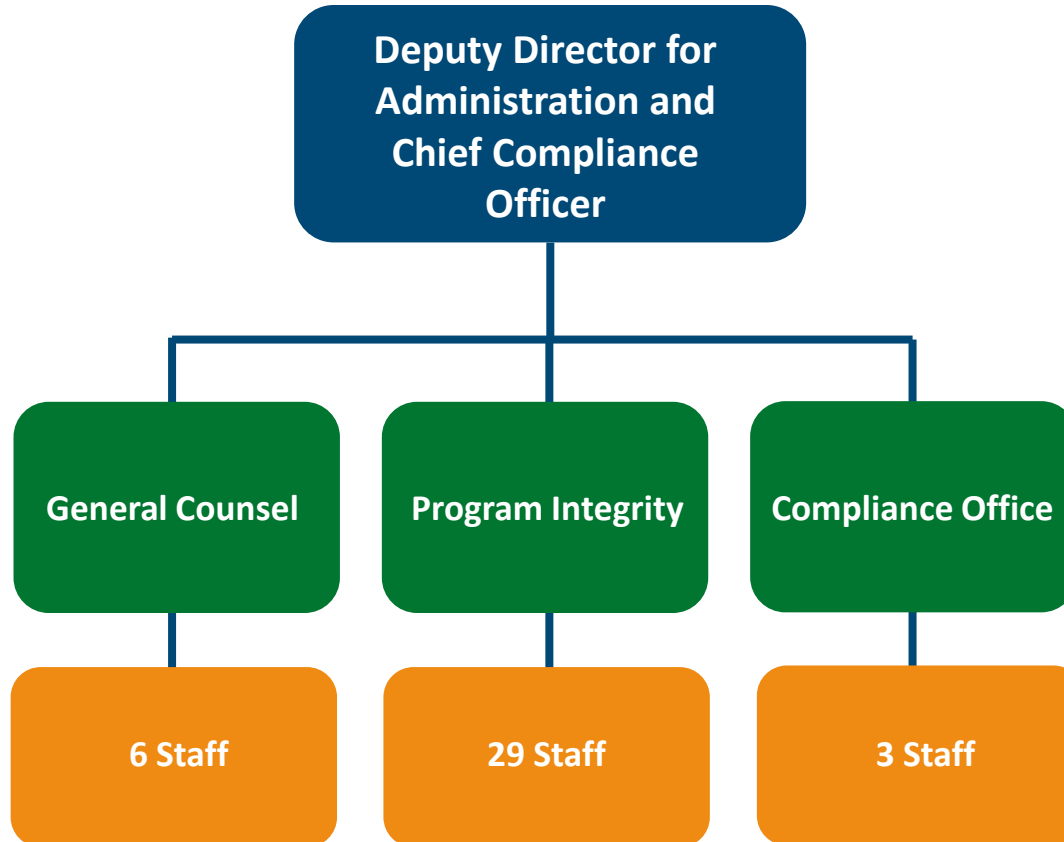 Deputy Director for
Administration and
Chief Compliance
Officer
General Counsel
Program Integrity
Compliance Office
6 Staff
29 Staff
3 Staff